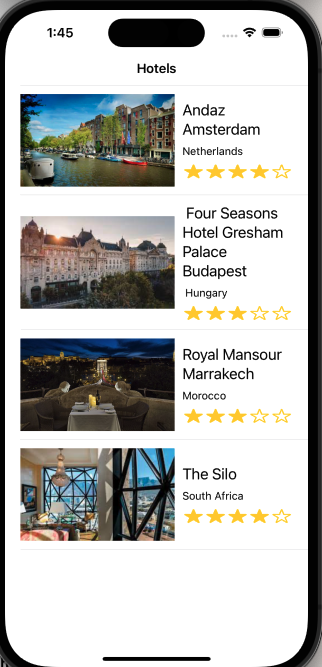 1:45
Hotels
Andaz
Amsterdam
Netherlands
Four Seasons
Hotel Gresham
Palace
Budapest
Hungary
Royal Mansour
Marrakech
Morocco
The Silo
South Africa